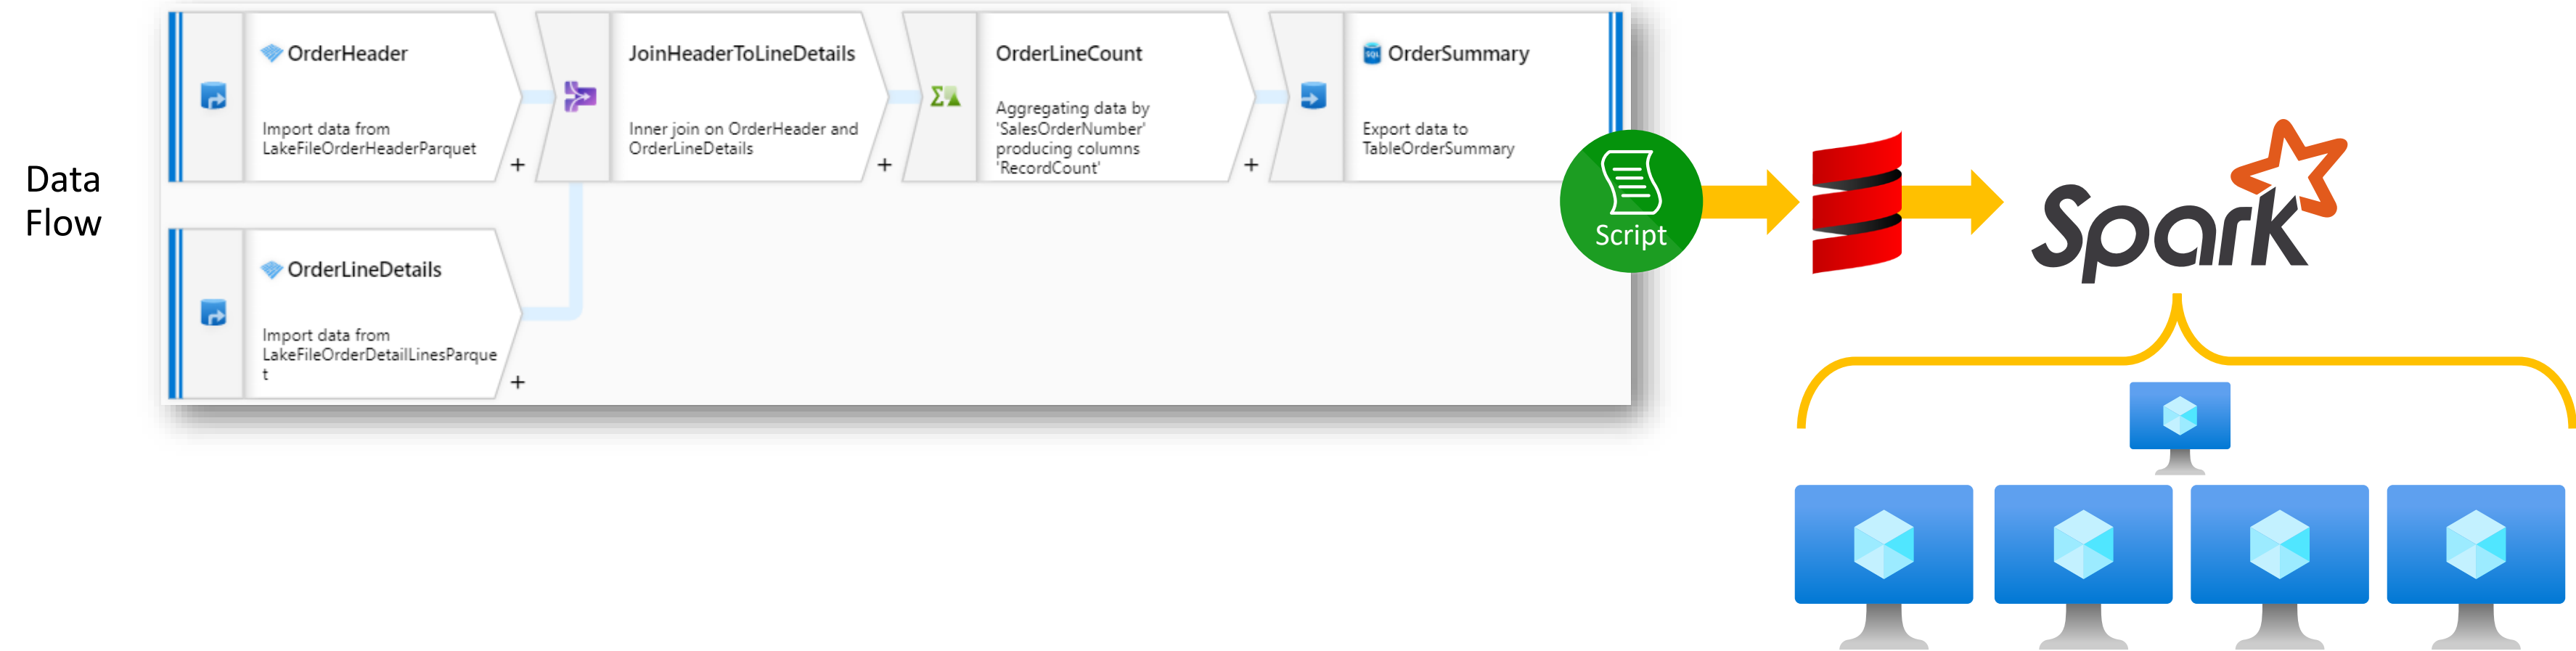 Data
Flow
OrderHeader
Import data from
LakeFileOrderHeaderParquet
+
JoinHeaderToLineDetails
Inner join on OrderHeader and
OrderLineDetails
+
OrderLineCount
Aggregating data by
'SalesOrderNumber'
producing columns
'RecordCount'
+
SQL
OrderSummary
Export data to
TableOrderSummary
OrderLineDetails
Import data from
LakeFileOrderDetailLinesParque
t
+
Script
Spark